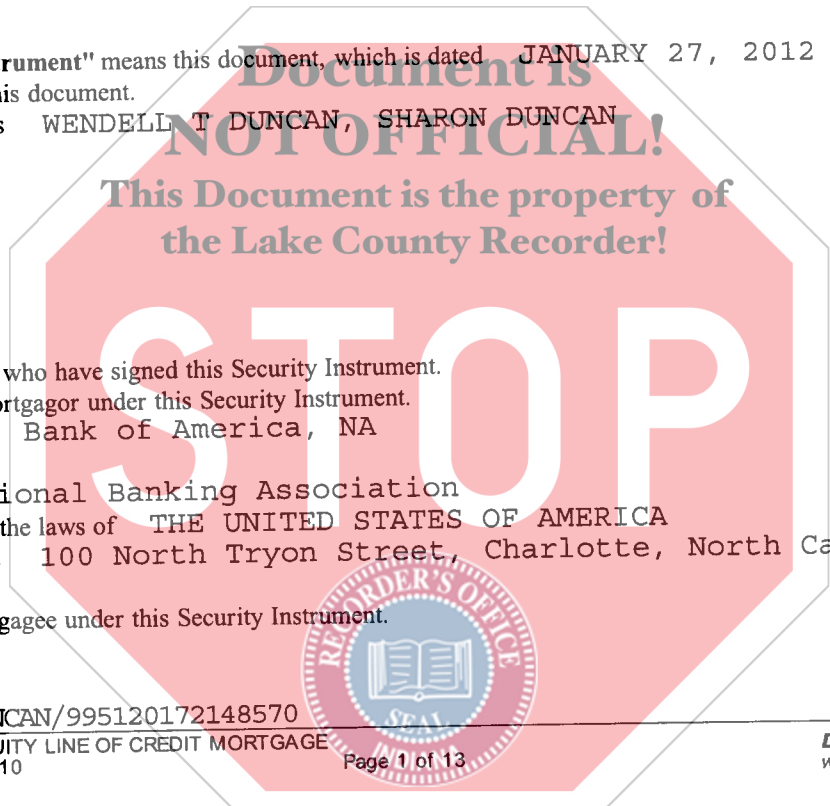 rument" means this document, which is dated JANUARY 27, 2012
Document is
is document.
s WENDELL T DUNCAN, SHARON DUNCAN
NOT OFFICIAL!
This Document is the property of
the Lake County Recorder!
STOP
who have signed this Security Instrument.
ortgagor under this Security Instrument.
Bank of America, NA
ional Banking Association
the laws of THE UNITED STATES OF AMERICA
100 North Tryon Street, Charlotte, North Ca
RECORDER'S OFFICE
gagee under this Security Instrument.
SEAL
INDIANA
NCAN/995120172148570
ITY LINE OF CREDIT MORTGAGE
10 Page 1 of 13